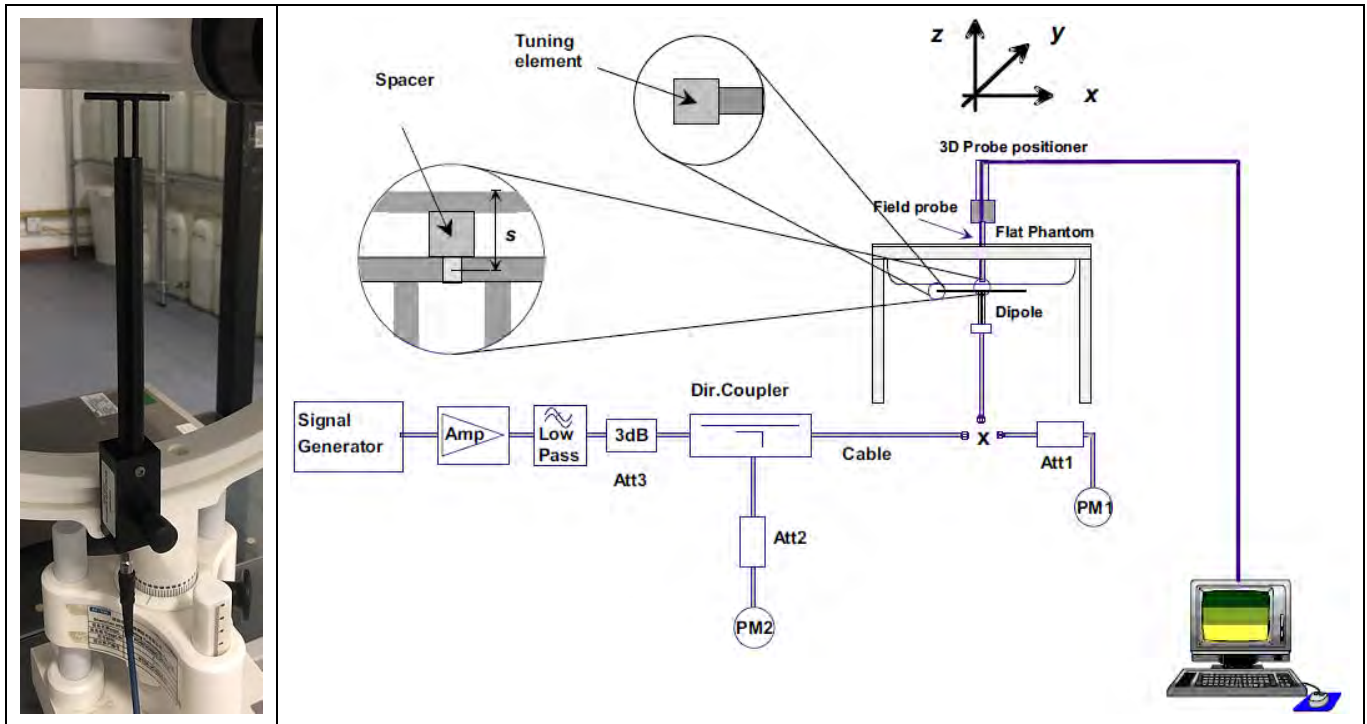 Tuning
element
Spacer
s
z
y
x
3D Probe positioner
Field probe
Flat Phantom
Dipole
Dir.Coupler
Signal
Generator
Amp
Low
Pass
3dB
Att3
Cable
x
Att1
PM1
Att2
PM2